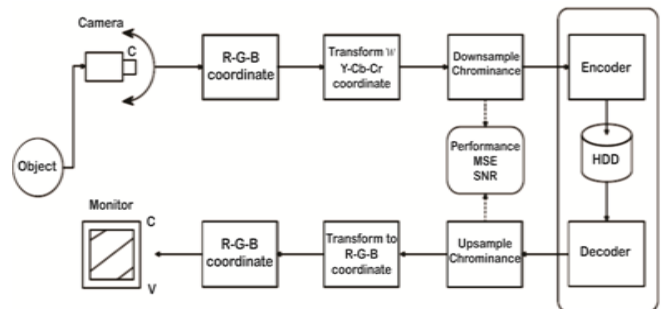 Camera
C
R-G-B
coordinate
Transform
Y-Cb-Cr
coordinate
Downsample
Chrominance
Encoder
Object
Performance
MSE
SNR
HDD
Monitor
C
V
R-G-B
coordinate
Transform to
R-G-B
coordinate
Upsample
Chrominance
Decoder